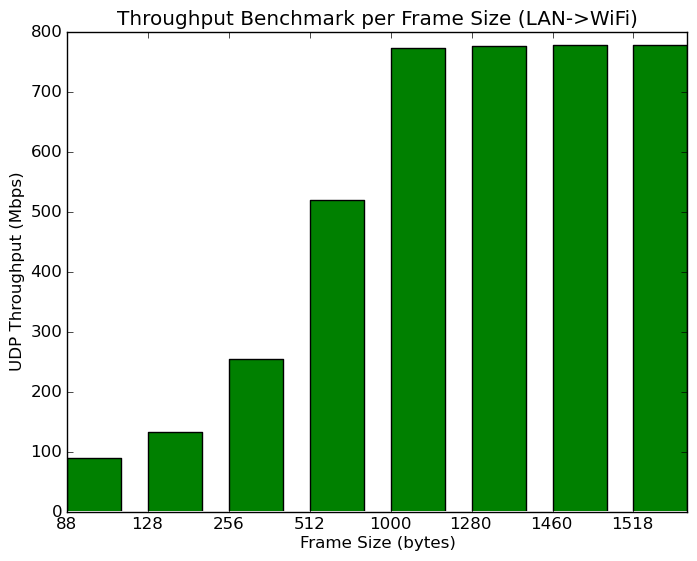 Throughput Benchmark per Frame Size (LAN->WiFi)
800
700
600
500
400
300
200
100
0
UDP Throughput (Mbps)
88 128 256 512 1000 1280 1460 1518
Frame Size (bytes)